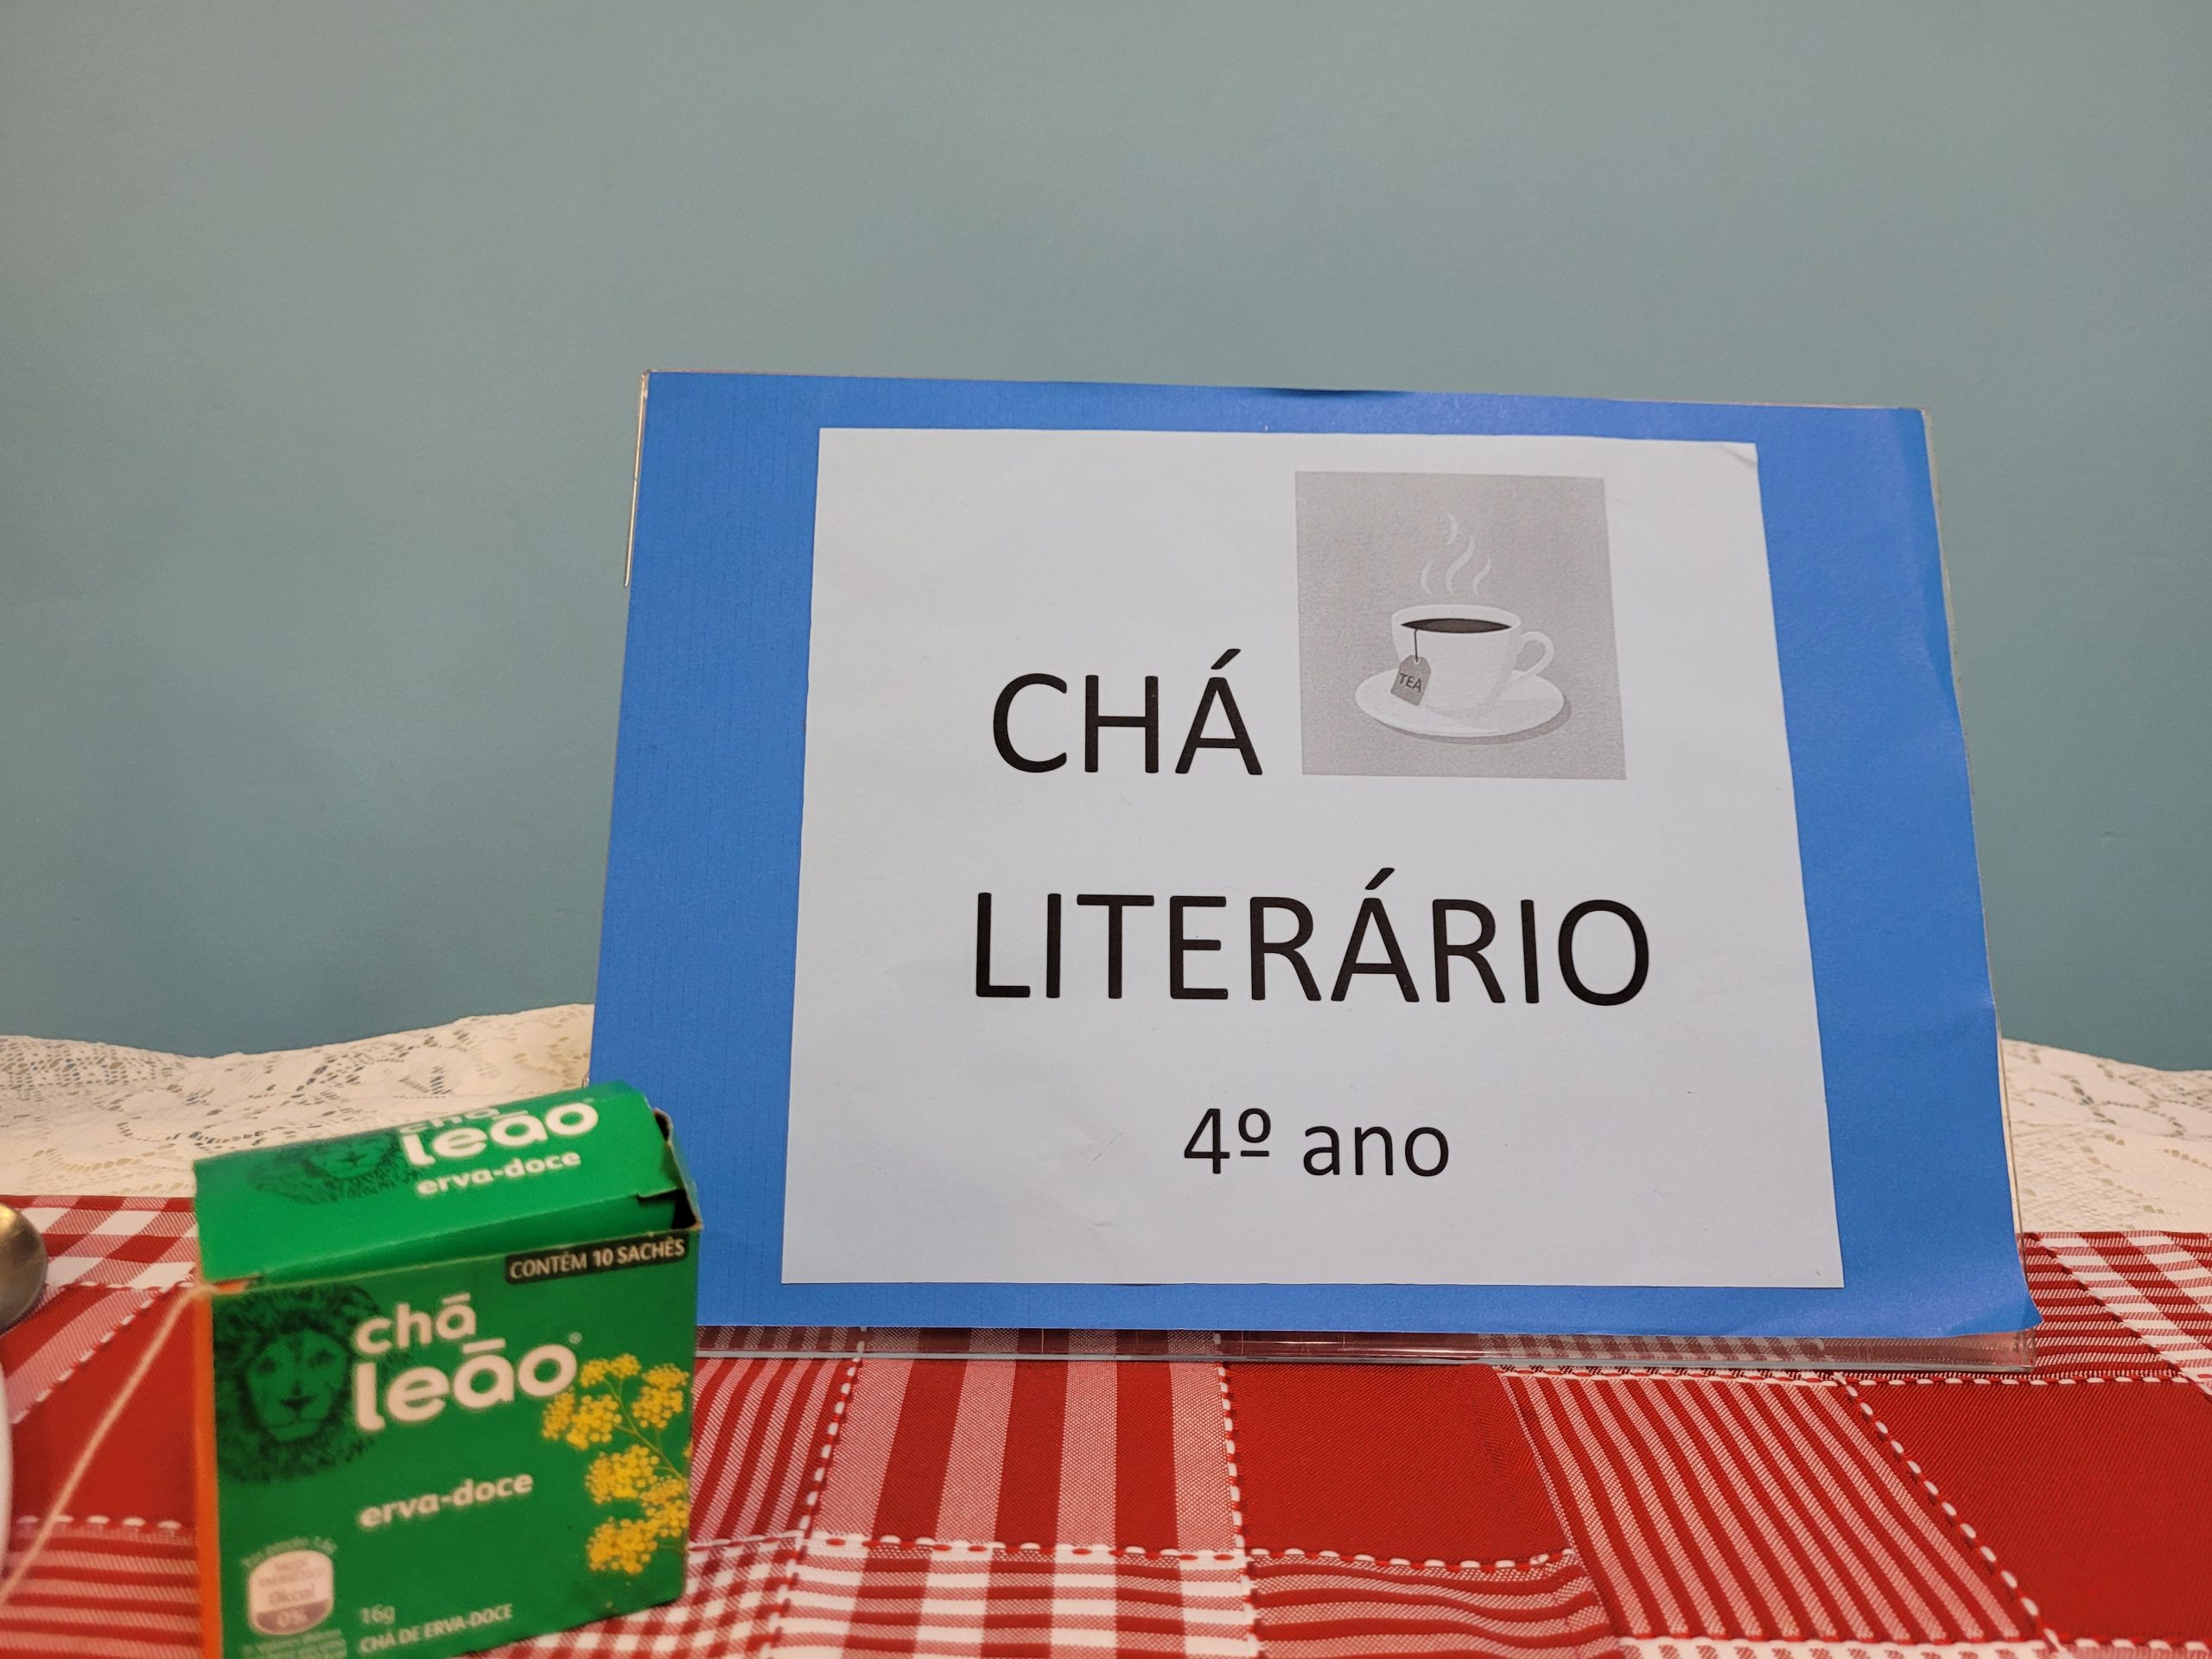 TEA
CHÁ
LITERÁRIO
4º ano
chá
leão
erva-doce
CONTÉM 10 SACHÊS
chá
leão
erva-doce
0kcal
0%
16g
CHÁ DE ERVA-DOCE